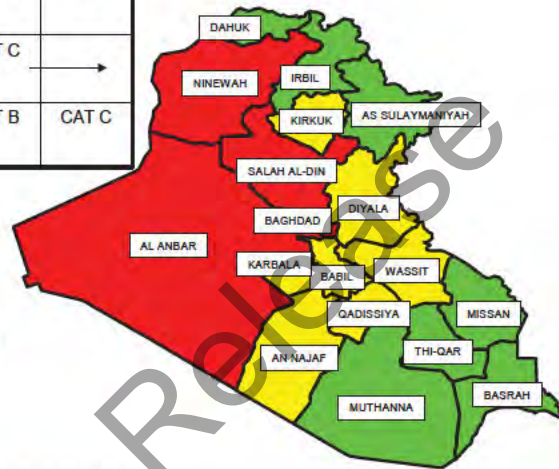 T C
T B CAT C
DAHUK
NINEWAH
IRBIL
KIRKUK
AS SULAYMANIYAH
SALAH AL-DIN
DIYALA
BAGHDAD
AL ANBAR
KARBALA
BABIL
WASSIT
QADISSIYA
MISSAN
AN NAJAF
THI-QAR
MUTHANNA
BASRAH
Release